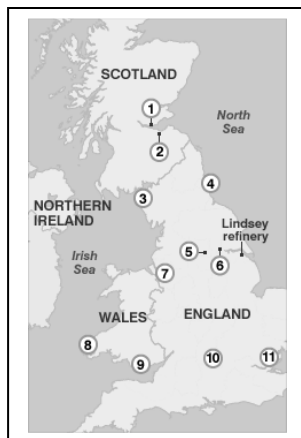 SCOTLAND
1
North
Sea
2
3
4
NORTHERN
IRELAND
Lindsey
refinery
Irish
Sea
5
6
7
WALES
ENGLAND
8
9
10
11